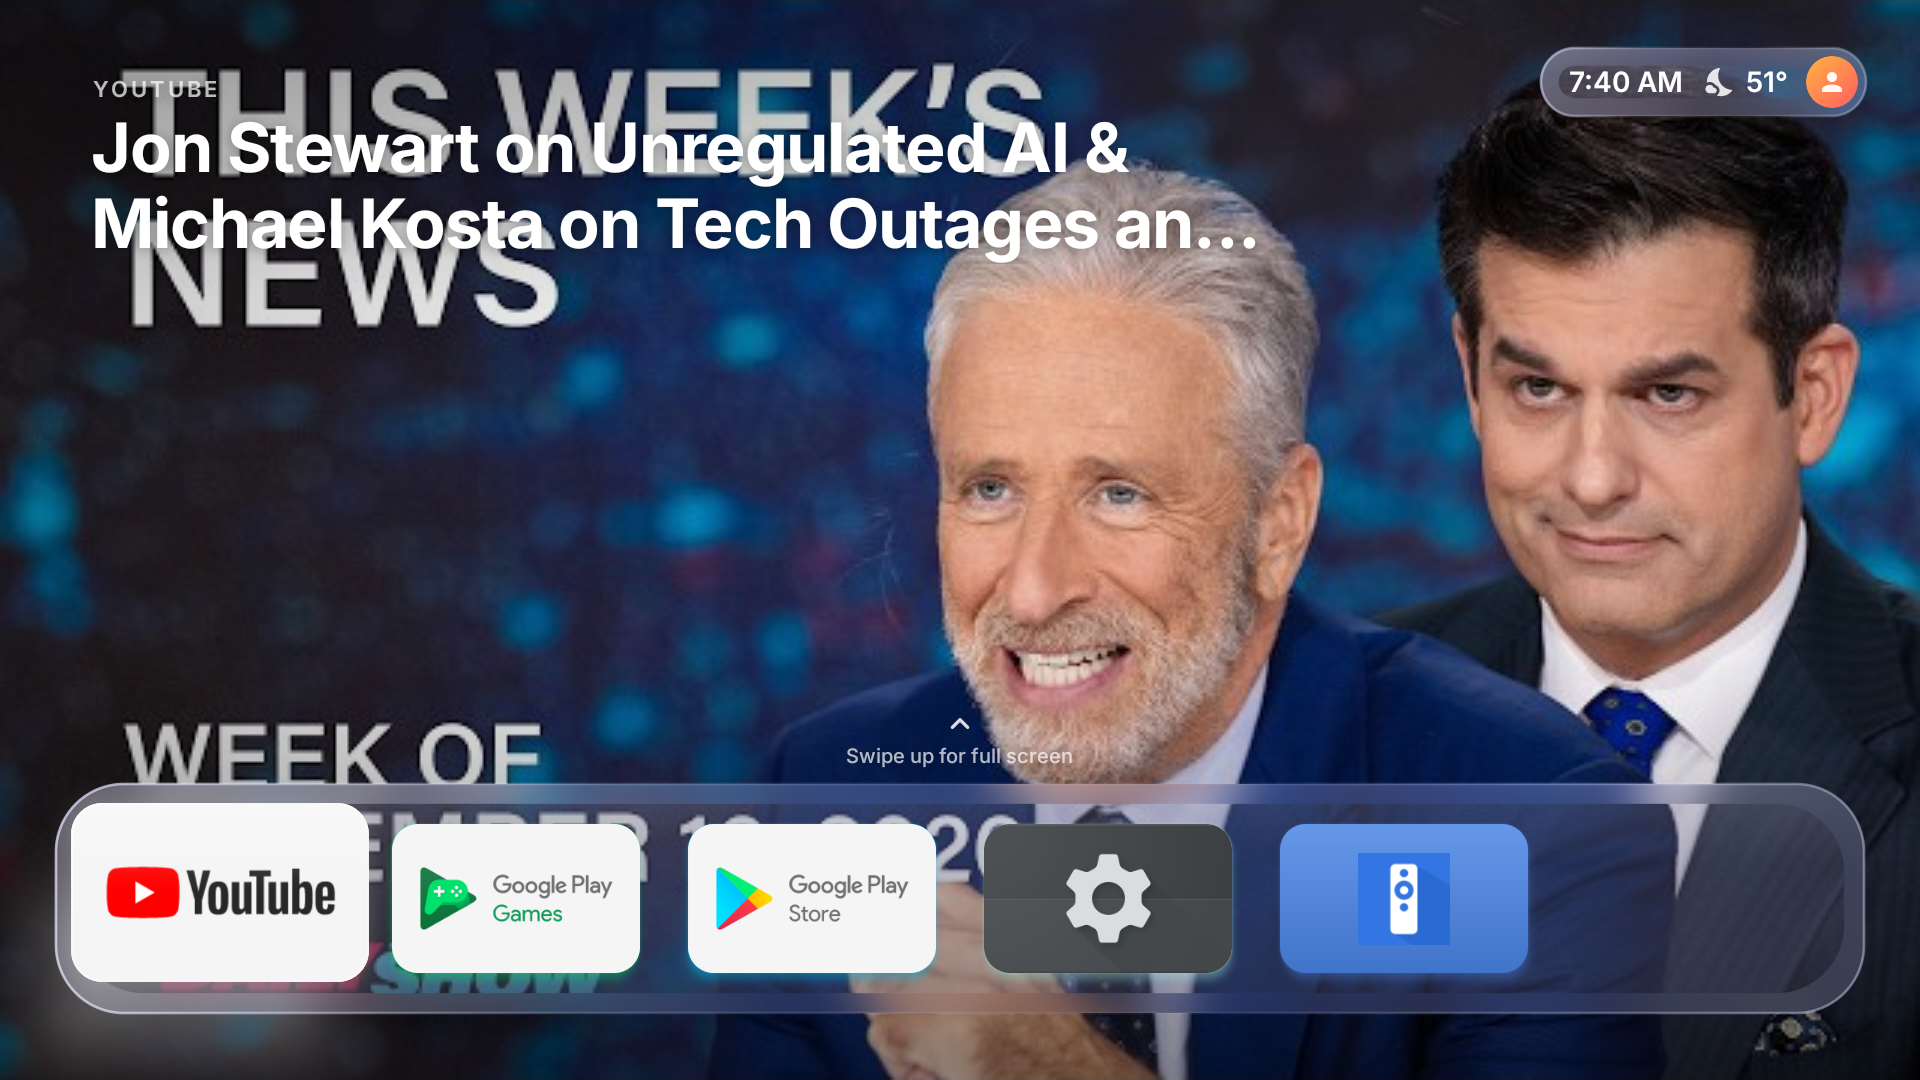 YOUTUBE
7:40 AM 51°
THIS WEEK'S
NEWS
Jon Stewart on Unregulated AI &
Michael Kosta on Tech Outages an...
WEEK OF
Swipe up for full screen
YouTube
Google Play
Games
Google Play
Store
SHOW